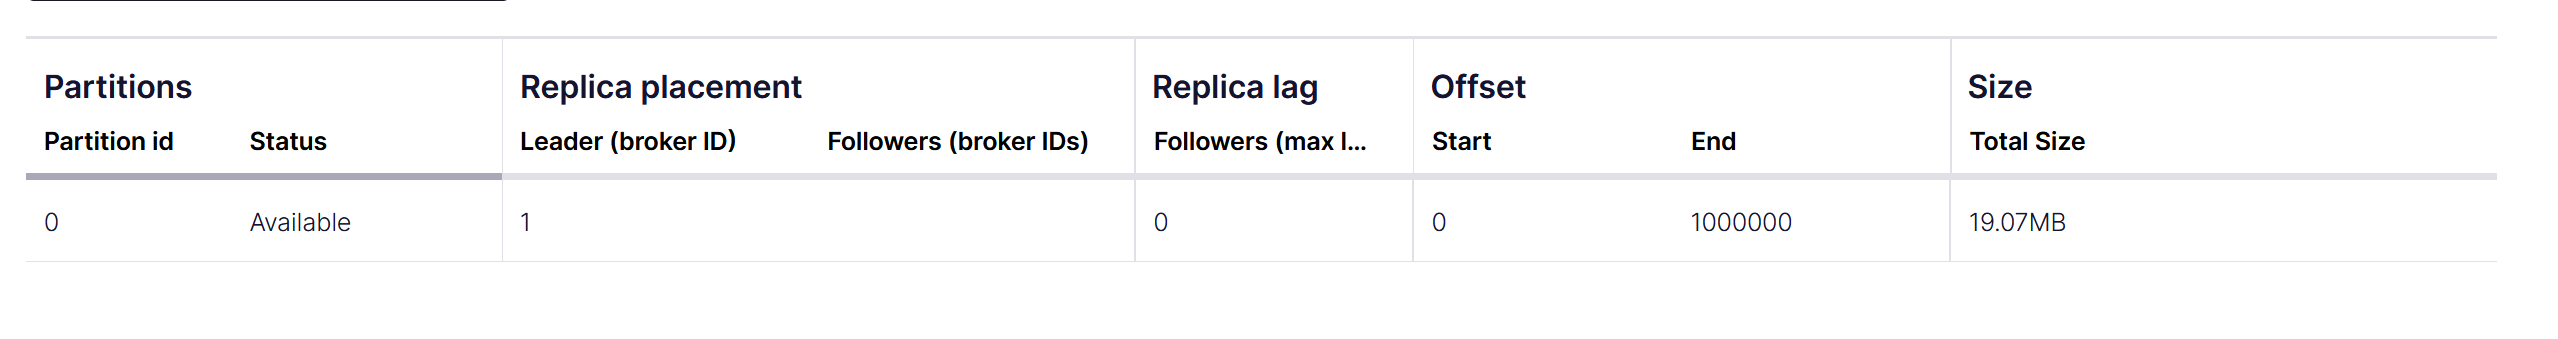 Partitions Replica placement Replica lag Offset Size
Partition id Status Leader (broker ID) Followers (broker IDs) Followers (max l... Start End Total Size
0 Available 1 0 0 1000000 19.07MB